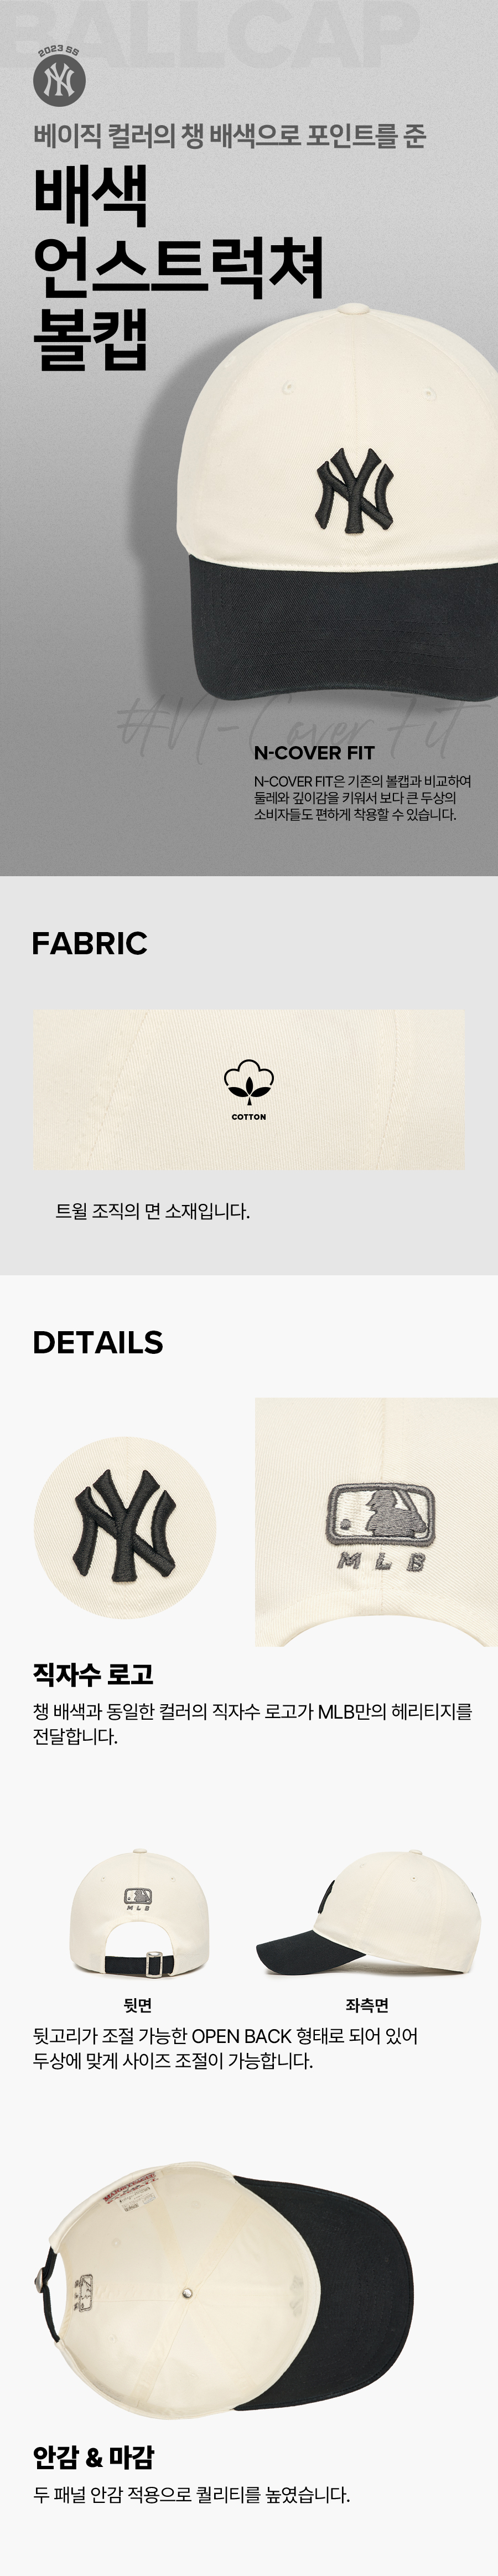 BALLCAP
2023 SS
NY
베이직 컬러의 챙 배색으로 포인트를 준
배색
언스트럭쳐
볼캡
NY
#N-Cover Fit
N-COVER FIT
N-COVER FIT은 기존의 볼캡과 비교하여
둘레와 깊이감을 키워서 보다 큰 두상의
소비자들도 편하게 착용할 수 있습니다.
FABRIC
COTTON
트윌 조직의 면 소재입니다.
DETAILS
NY
MLB
직자수 로고
챙 배색과 동일한 컬러의 직자수 로고가 MLB만의 헤리티지를
전달합니다.
MLB
뒷면
좌측면
뒷고리가 조절 가능한 OPEN BACK 형태로 되어 있어
두상에 맞게 사이즈 조절이 가능합니다.
안감 & 마감
두 패널 안감 적용으로 퀄리티를 높였습니다.